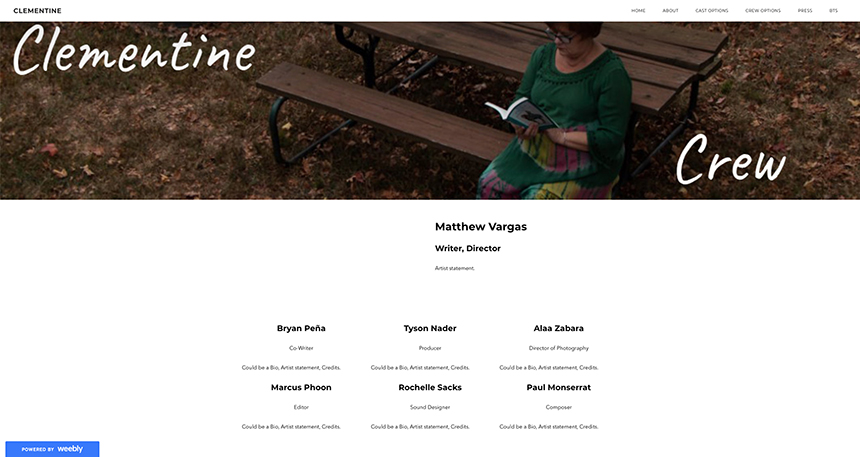 CLEMENTINE
HOME ABOUT CAST OPTIONS CREW OPTIONS PRESS BTS
Clementine
Crew
Matthew Vargas
Writer, Director
Artist statement.
Bryan Peña Tyson Nader Alaa Zabara
Co-Writer Producer Director of Photography
Could be a Bio, Artist statement, Credits. Could be a Bio, Artist statement, Credits. Could be a Bio, Artist statement, Credits.
Marcus Phoon Rochelle Sacks Paul Monserrat
Editor Sound Designer Composer
Could be a Bio, Artist statement, Credits. Could be a Bio, Artist statement, Credits. Could be a Bio, Artist statement, Credits.
POWERED BY weebly